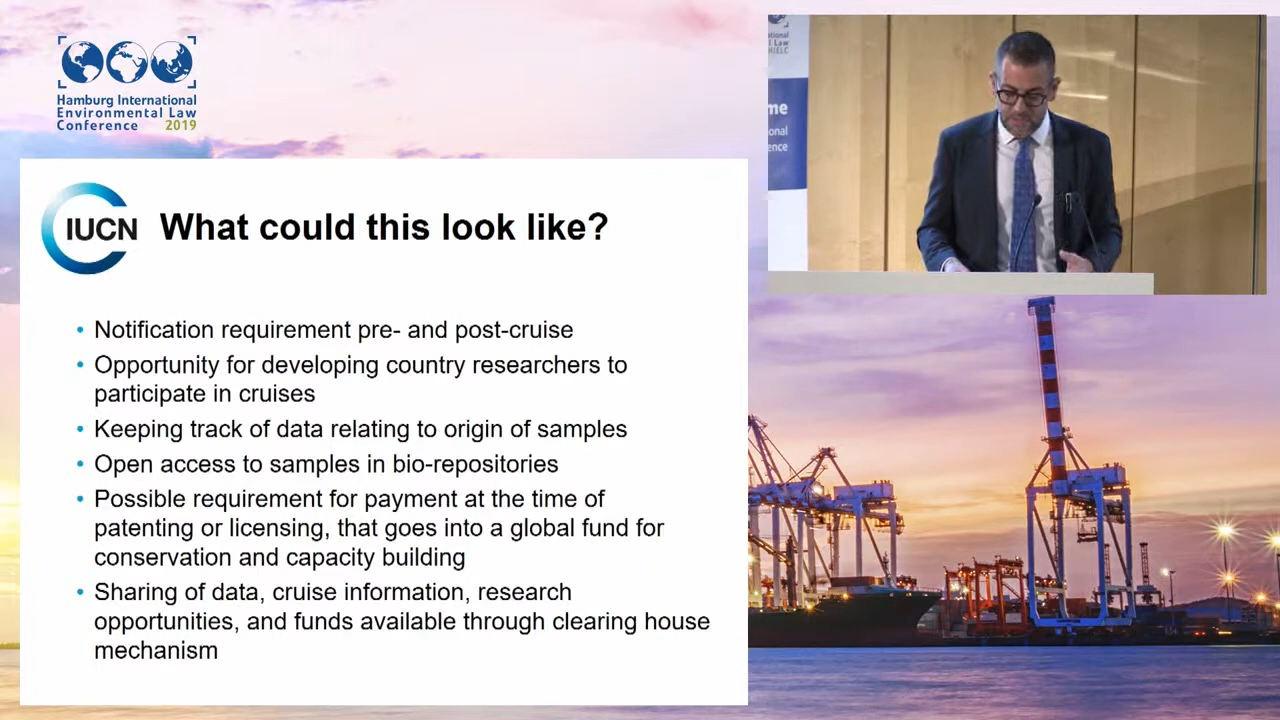 Hamburg International
Environmental Law
Conference 2019
IUCN
What could this look like?
• Notification requirement pre- and post-cruise
• Opportunity for developing country researchers to
participate in cruises
• Keeping track of data relating to origin of samples
• Open access to samples in bio-repositories
• Possible requirement for payment at the time of
patenting or licensing, that goes into a global fund for
conservation and capacity building
• Sharing of data, cruise information, research
opportunities, and funds available through clearing house
mechanism